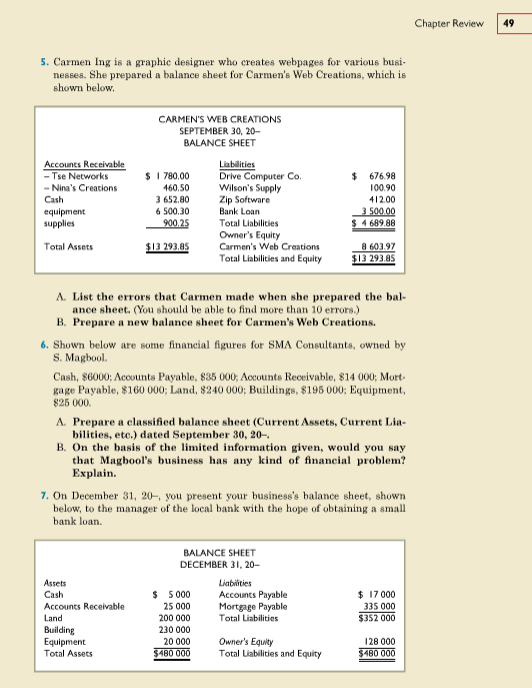 Chapter Review 49
5. Carmen Ing is a graphic designer who creates webpages for various busi-
nesses. She prepared a balance sheet for Carmen's Web Creations, which is
shown below.
CARMEN'S WEB CREATIONS
SEPTEMBER 30, 20–
BALANCE SHEET
Accounts Receivable Liabilities
– Tse Networks $ 1 780.00 Drive Computer Co. $ 676.98
– Nina's Creations 460.50 Wilson's Supply 100.90
Cash 3 652.80 Zip Software 412.00
equipment 6 500.30 Bank Loan 3 500.00
supplies 900.25 Total Liabilities $ 4 689.88
Owner's Equity
Total Assets $13 293.85 Carmen's Web Creations 8 603.97
Total Liabilities and Equity $13 293.85
A. List the errors that Carmen made when she prepared the bal-
ance sheet. (You should be able to find more than 10 errors.)
B. Prepare a new balance sheet for Carmen's Web Creations.
6. Shown below are some financial figures for SMA Consultants, owned by
S. Magbool.
Cash, $6000; Accounts Payable, $35 000; Accounts Receivable, $14 000; Mort-
gage Payable, $160 000; Land, $240 000; Buildings, $195 000; Equipment,
$25 000.
A. Prepare a classified balance sheet (Current Assets, Current Lia-
bilities, etc.) dated September 30, 20–.
B. On the basis of the limited information given, would you say
that Magbool's business has any kind of financial problem?
Explain.
7. On December 31, 20–, you present your business's balance sheet, shown
below, to the manager of the local bank with the hope of obtaining a small
bank loan.
BALANCE SHEET
DECEMBER 31, 20–
Assets Liabilities
Cash $ 5 000 Accounts Payable $ 17 000
Accounts Receivable 25 000 Mortgage Payable 335 000
Land 200 000 Total Liabilities $352 000
Building 230 000
Equipment 20 000 Owner's Equity 128 000
Total Assets $480 000 Total Liabilities and Equity $480 000